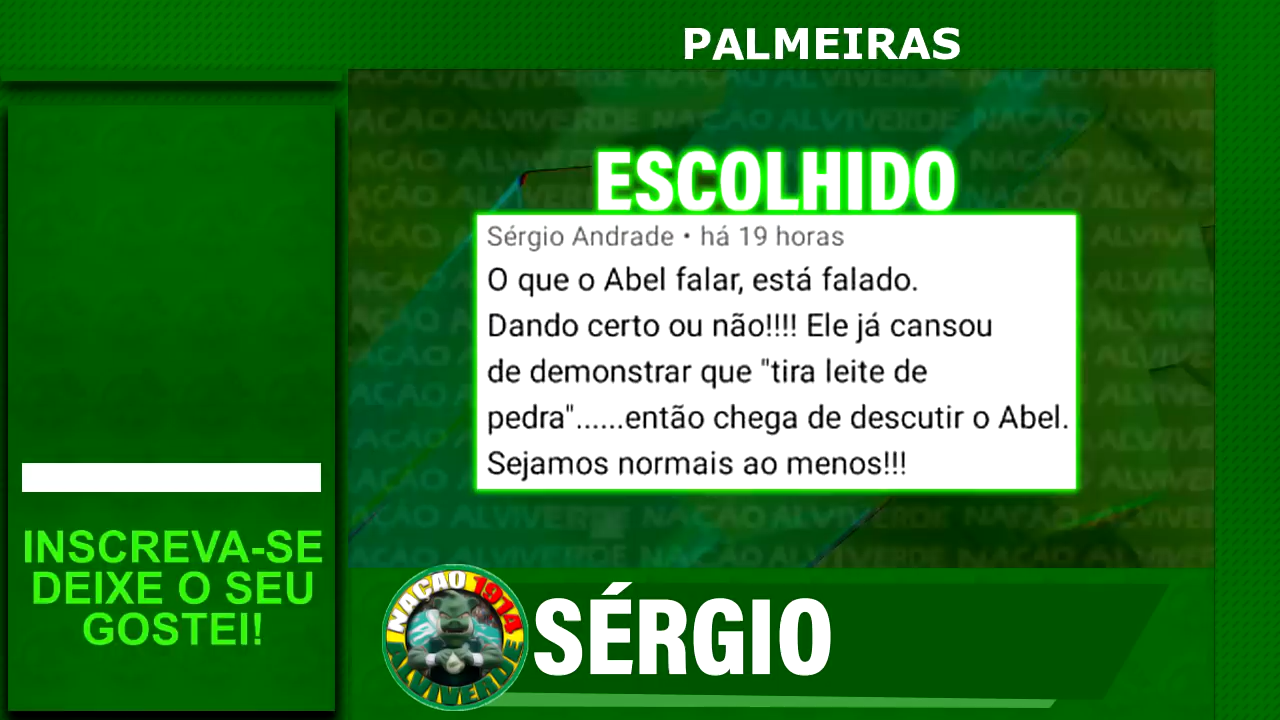 PALMEIRAS
ESCOLHIDO
Sérgio Andrade • há 19 horas
O que o Abel falar, está falado.
Dando certo ou não!!!! Ele já cansou
de demonstrar que "tira leite de
pedra"......então chega de descutir o Abel.
Sejamos normais ao menos!!!
INSCREVA-SE
DEIXE O SEU
GOSTEI!
NAÇÃO 1914
ALVIVERDE
SÉRGIO
NAÇÃO ALVIVERDE